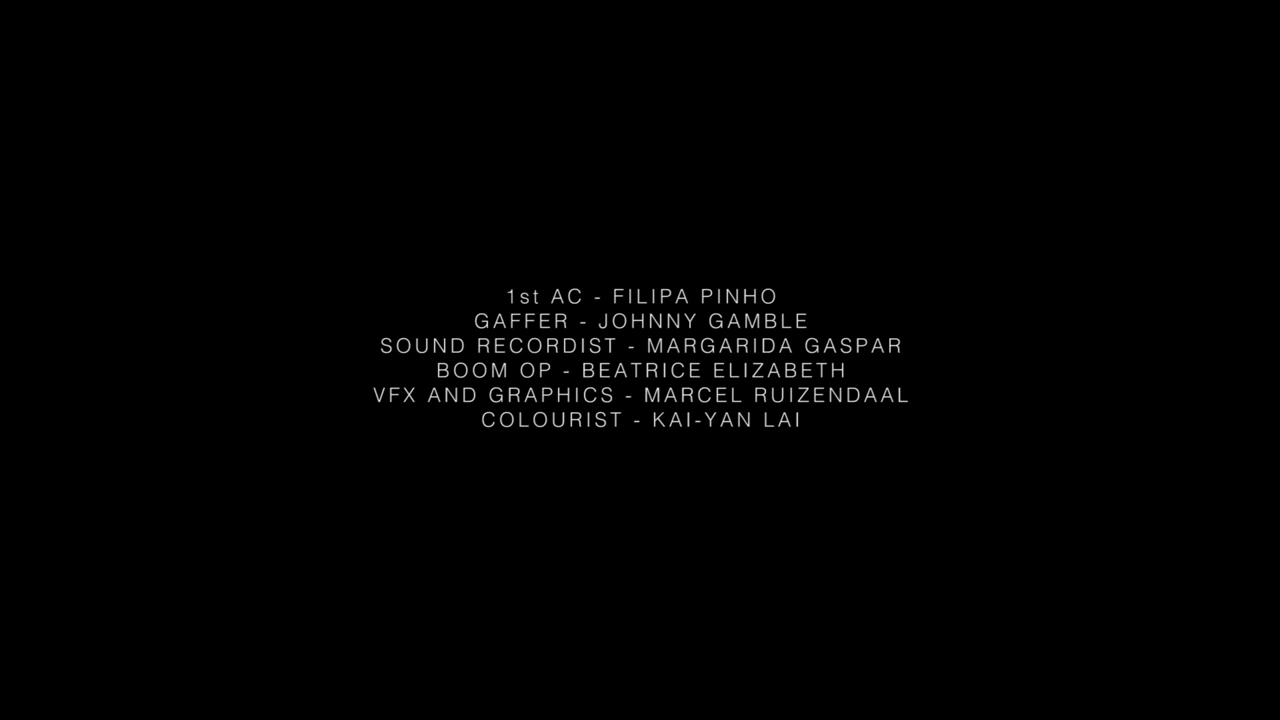 1st AC - FILIPA PINHO
GAFFER - JOHNNY GAMBLE
SOUND RECORDIST - MARGARIDA GASPAR
BOOM OP - BEATRICE ELIZABETH
VFX AND GRAPHICS - MARCEL RUIZENDAAL
COLOURIST - KAI-YAN LAI